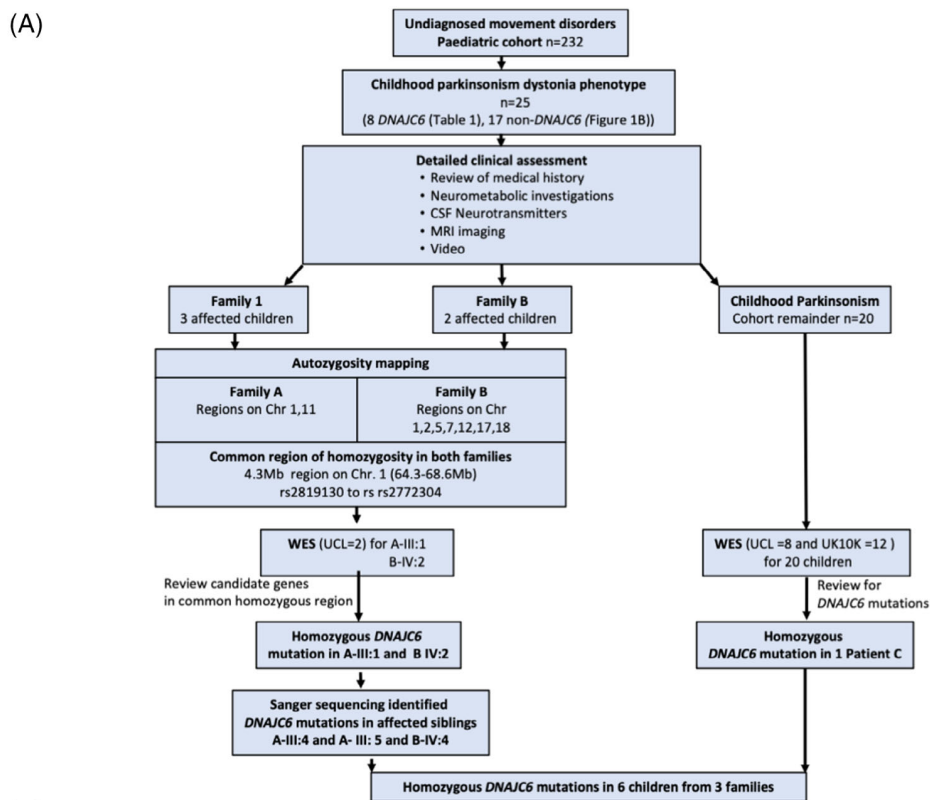 (A)
Undiagnosed movement disorders
Paediatric cohort n=232
Childhood parkinsonism dystonia phenotype
n=25
(8 DNAJC6 (Table 1), 17 non-DNAJC6 (Figure 1B))
Detailed clinical assessment
• Review of medical history
• Neurometabolic investigations
• CSF Neurotransmitters
• MRI imaging
• Video
Family 1
3 affected children
Family B
2 affected children
Childhood Parkinsonism
Cohort remainder n=20
Autozygosity mapping
Family A
Regions on Chr 1,11
Family B
Regions on Chr
1,2,5,7,12,17,18
Common region of homozygosity in both families
4.3Mb region on Chr. 1 (64.3-68.6Mb)
rs2819130 to rs rs2772304
WES (UCL=2) for A-III:1
B-IV:2
WES (UCL =8 and UK10K =12 )
for 20 children
Review candidate genes
in common homozygous region
Review for
DNAJC6 mutations
Homozygous DNAJC6
mutation in A-III:1 and B IV:2
Homozygous
DNAJC6 mutation in 1 Patient C
Sanger sequencing identified
DNAJC6 mutations in affected siblings
A-III:4 and A- III: 5 and B-IV:4
Homozygous DNAJC6 mutations in 6 children from 3 families